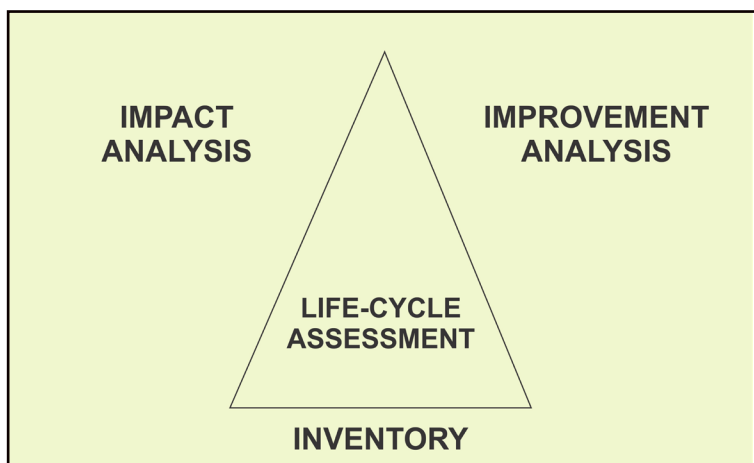 IMPACT
ANALYSIS
IMPROVEMENT
ANALYSIS
LIFE-CYCLE
ASSESSMENT
INVENTORY